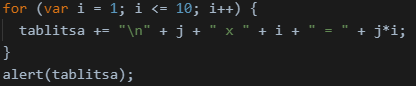 for (var i = 1; i <= 10; i++) {
tablitsa += "\n" + j + " x " + i + " = " + j*i;
}
alert(tablitsa);